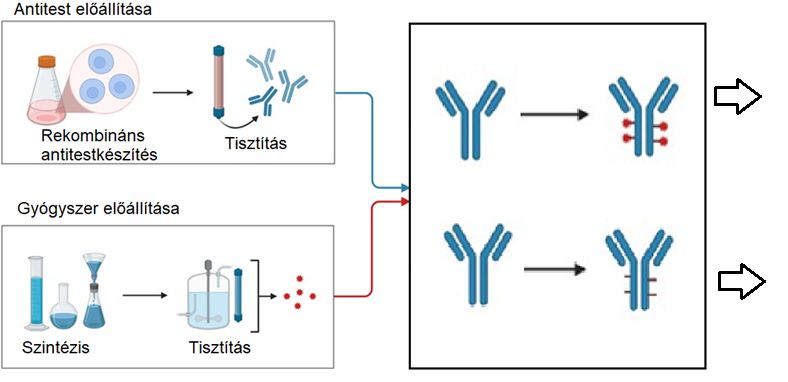 Antitest előállítása
Rekombináns
antitestkészítés
Tisztítás
Gyógyszer előállítása
Szintézis
Tisztítás